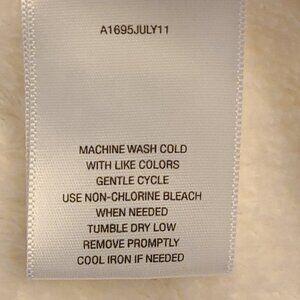 A1695JULY11
MACHINE WASH COLD
WITH LIKE COLORS
GENTLE CYCLE
USE NON-CHLORINE BLEACH
WHEN NEEDED
TUMBLE DRY LOW
REMOVE PROMPTLY
COOL IRON IF NEEDED